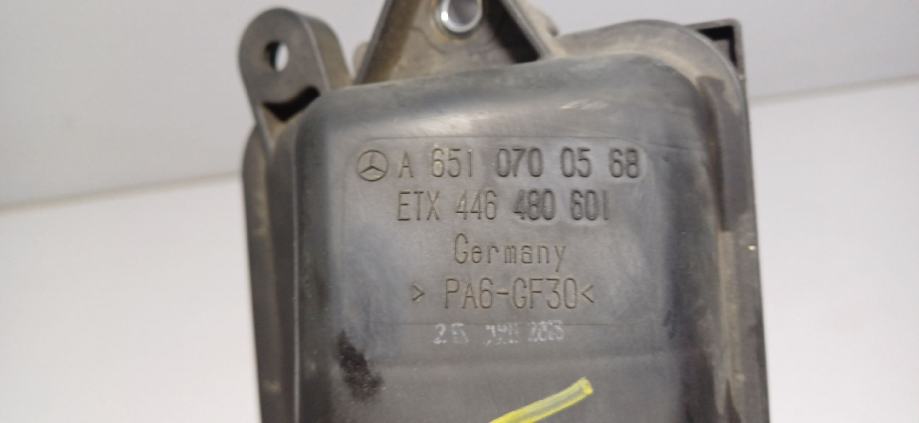 A 651 070 05 68
ETX 446 480 601
Germany
> PA6-GF30<